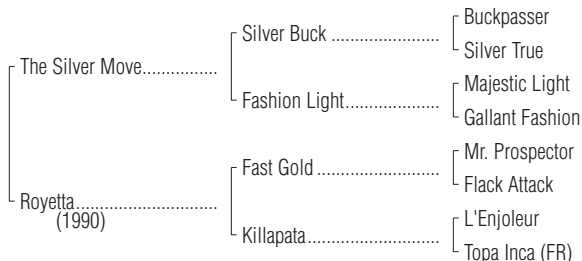 Buckpasser
Silver Buck ........................
Silver True
The Silver Move................
Majestic Light
Fashion Light.....................
Gallant Fashion
Mr. Prospector
Fast Gold ...........................
Flack Attack
Royetta...............................
(1990)
L'Enjoleur
Killapata.............................
Topa Inca (FR)